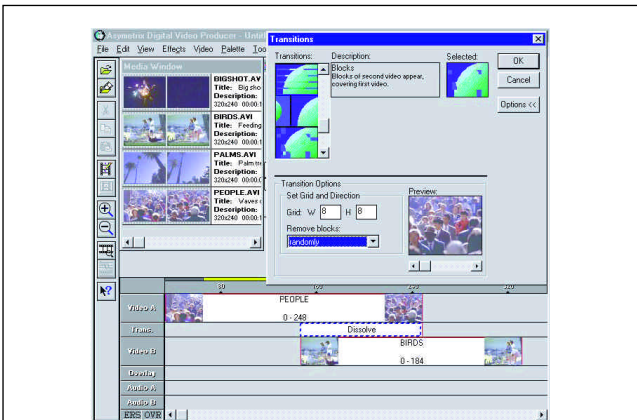 Asymetrix Digital Video Producer - Untitl
File Edit View Effects Video Palette Too
Media Window
BIGSHOT.AV
Title: Big sho
Description:
320x240 00:00:1
BIRDS.AVI
Title: Feeding
Description:
320x240 00:00:1
PALMS.AVI
Title: Palm tre
Description:
320x240 00:00:0
PEOPLE.AVI
Title: Waves o
Description:
320x240 00:00:1
Transitions
Transitions:
Description:
Blocks
Blocks of second video appear,
covering first video.
Selected:
OK
Cancel
Options <<
Transition Options
Set Grid and Direction
Grid: W 8 H 8
Remove blocks:
randomly
Preview:
80
160
320
Video A
PEOPLE
0 - 248
Trans.
Dissolve
Video B
BIRDS
0 - 184
Overlay
Audio A
Audio B
ERS OVR